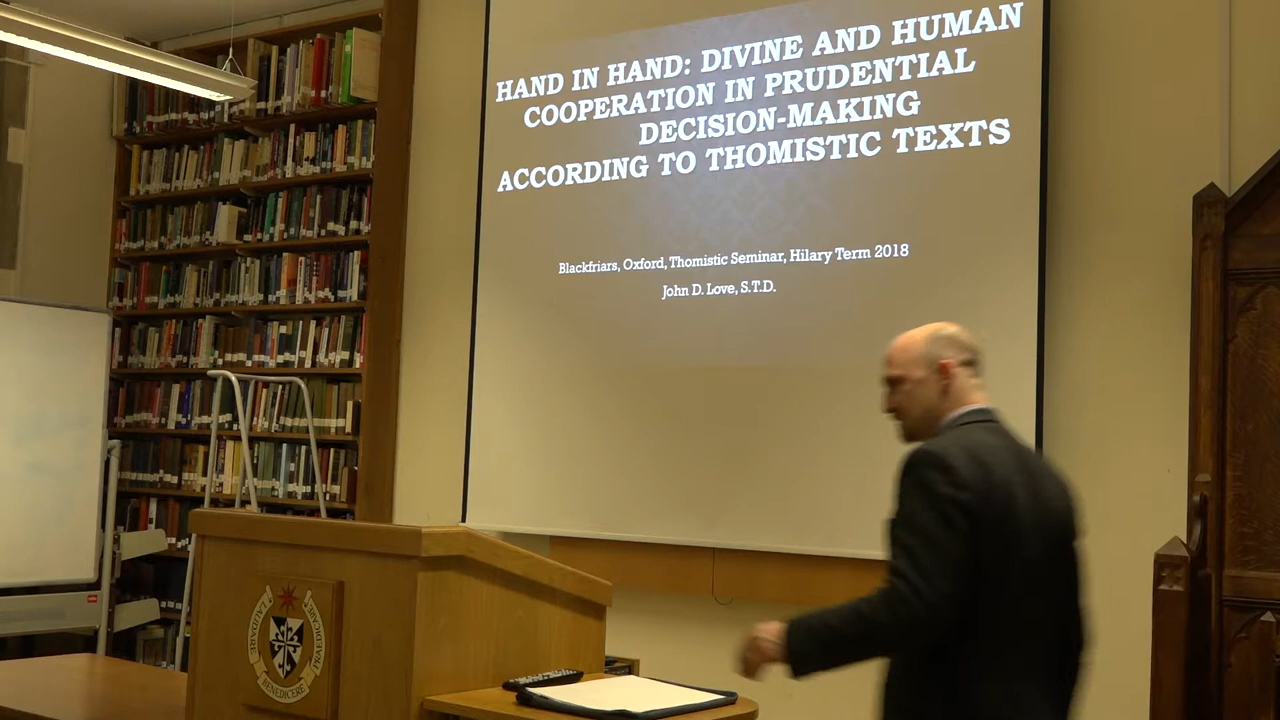 HAND IN HAND: DIVINE AND HUMAN
COOPERATION IN PRUDENTIAL
DECISION-MAKING
ACCORDING TO THOMISTIC TEXTS
Blackfriars, Oxford, Thomistic Seminar, Hilary Term 2018
John D. Love, S.T.D.
LAUDARE
BENEDICERE
PRAEDICARE